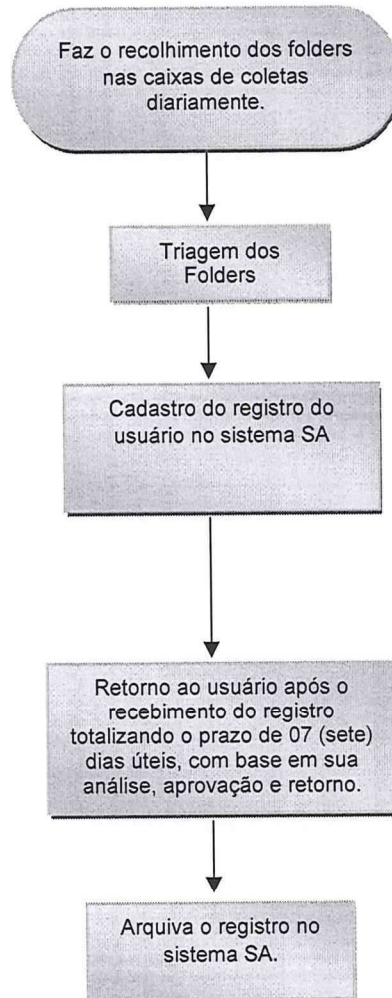 Faz o recolhimento dos folders
nas caixas de coletas
diariamente.
Triagem dos
Folders
Cadastro do registro do
usuário no sistema SA
Retorno ao usuário após o
recebimento do registro
totalizando o prazo de 07 (sete)
dias úteis, com base em sua
análise, aprovação e retorno.
Arquiva o registro no
sistema SA.